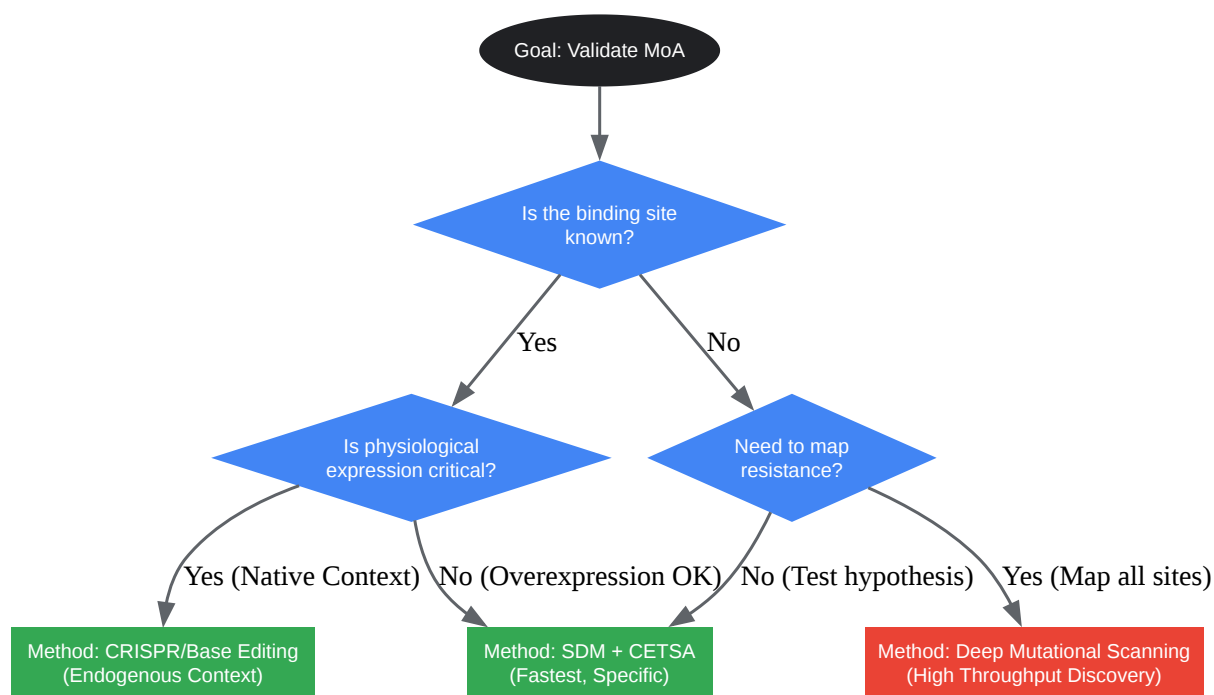 Goal: Validate MoA
Is the binding site
known?
Yes
No
Is physiological
expression critical?
Need to map
resistance?
Yes (Native Context)
No (Overexpression OK)
No (Test hypothesis)
Yes (Map all sites)
Method: CRISPR/Base Editing
(Endogenous Context)
Method: SDM + CETSA
(Fastest, Specific)
Method: Deep Mutational Scanning
(High Throughput Discovery)